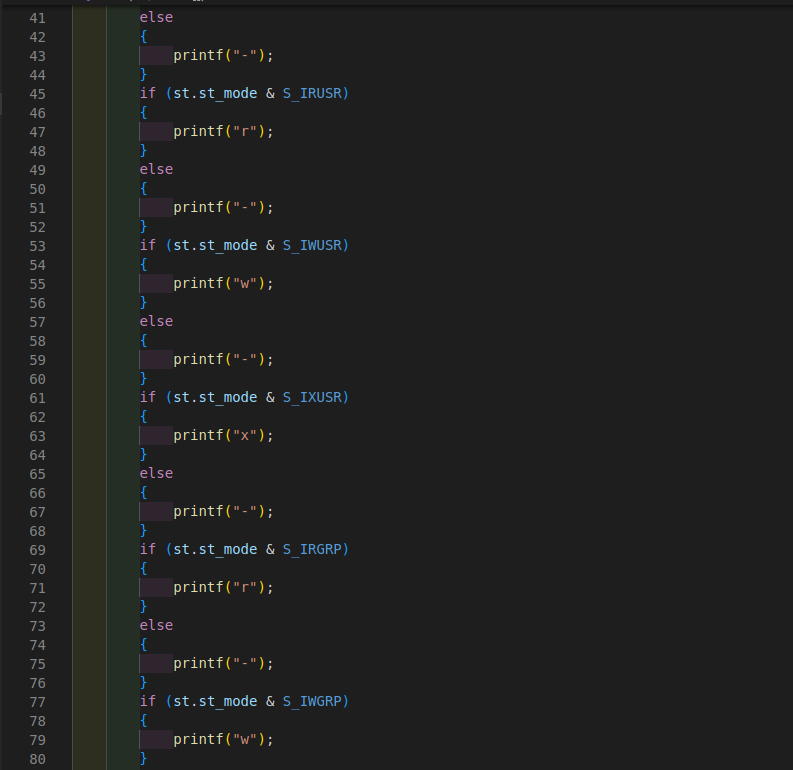 41 else
42 {
43 printf("-");
44 }
45 if (st.st_mode & S_IRUSR)
46 {
47 printf("r");
48 }
49 else
50 {
51 printf("-");
52 }
53 if (st.st_mode & S_IWUSR)
54 {
55 printf("w");
56 }
57 else
58 {
59 printf("-");
60 }
61 if (st.st_mode & S_IXUSR)
62 {
63 printf("x");
64 }
65 else
66 {
67 printf("-");
68 }
69 if (st.st_mode & S_IRGRP)
70 {
71 printf("r");
72 }
73 else
74 {
75 printf("-");
76 }
77 if (st.st_mode & S_IWGRP)
78 {
79 printf("w");
80 }